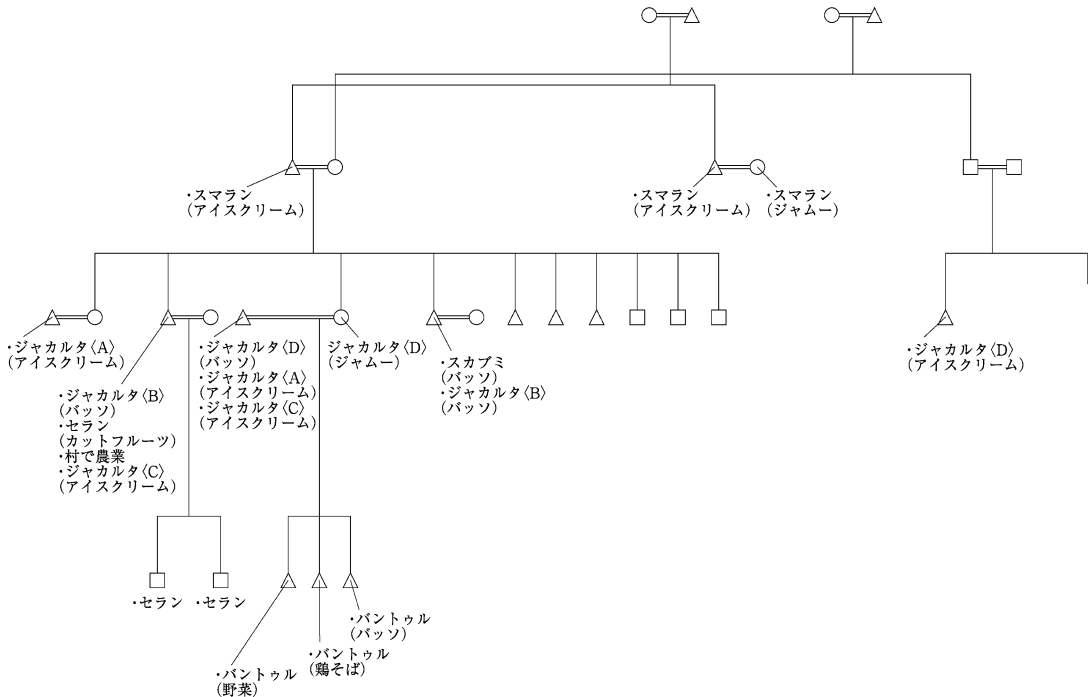 ・スマラン
(アイスクリーム)
・スマラン
(アイスクリーム)
・スマラン
(ジャムー)
・ジャカルタ〈A〉
(アイスクリーム)
・ジャカルタ〈B〉
(バッソ)
・セラン
(カットフルーツ)
・村で農業
・ジャカルタ〈C〉
(アイスクリーム)
・ジャカルタ〈D〉
(バッソ)
・ジャカルタ〈A〉
(アイスクリーム)
・ジャカルタ〈C〉
(アイスクリーム)
ジャカルタ〈D〉
(ジャムー)
・スカブミ
(バッソ)
・ジャカルタ〈B〉
(バッソ)
・ジャカルタ〈D〉
(アイスクリーム)
・セラン
・セラン
・バントゥル
(野菜)
・バントゥル
(鶏そば)
・バントゥル
(バッソ)